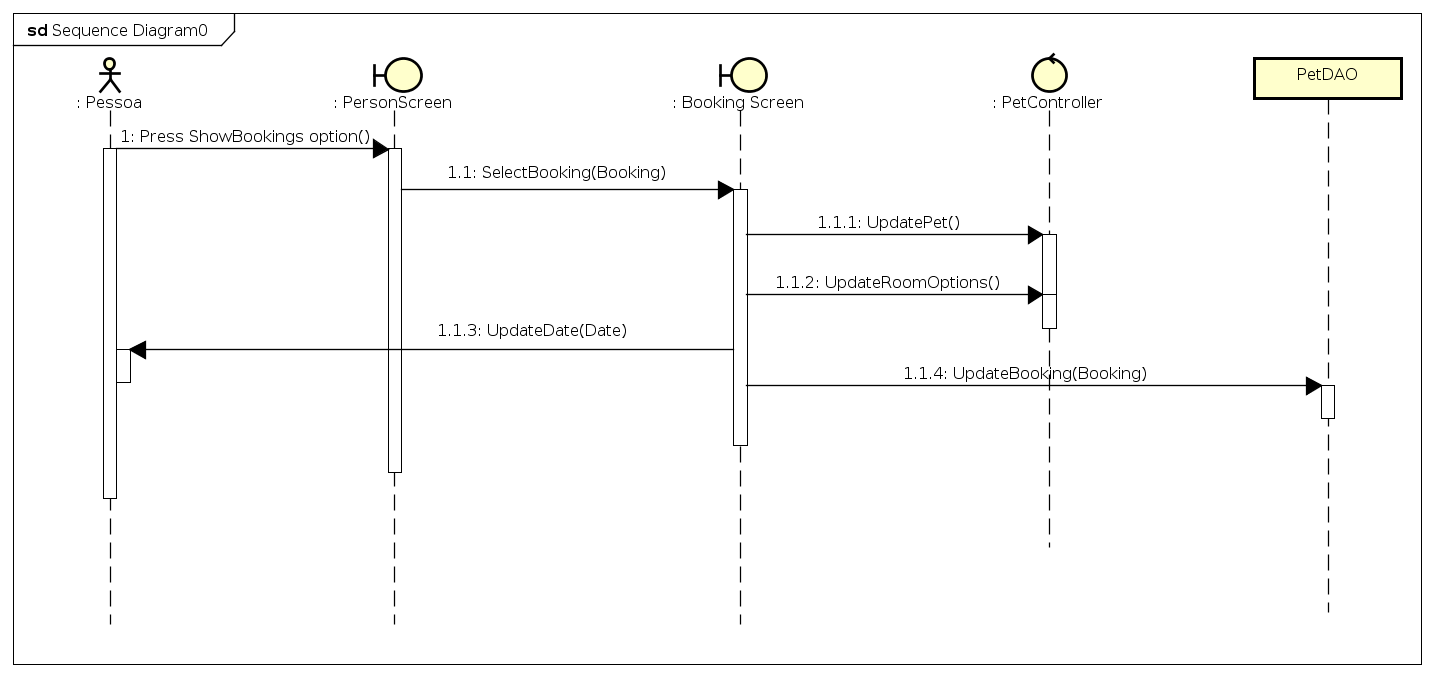 sd Sequence Diagram0
: Pessoa
: PersonScreen
: Booking Screen
: PetController
PetDAO
1: Press ShowBookings option()
1.1: SelectBooking(Booking)
1.1.1: UpdatePet()
1.1.2: UpdateRoomOptions()
1.1.3: UpdateDate(Date)
1.1.4: UpdateBooking(Booking)